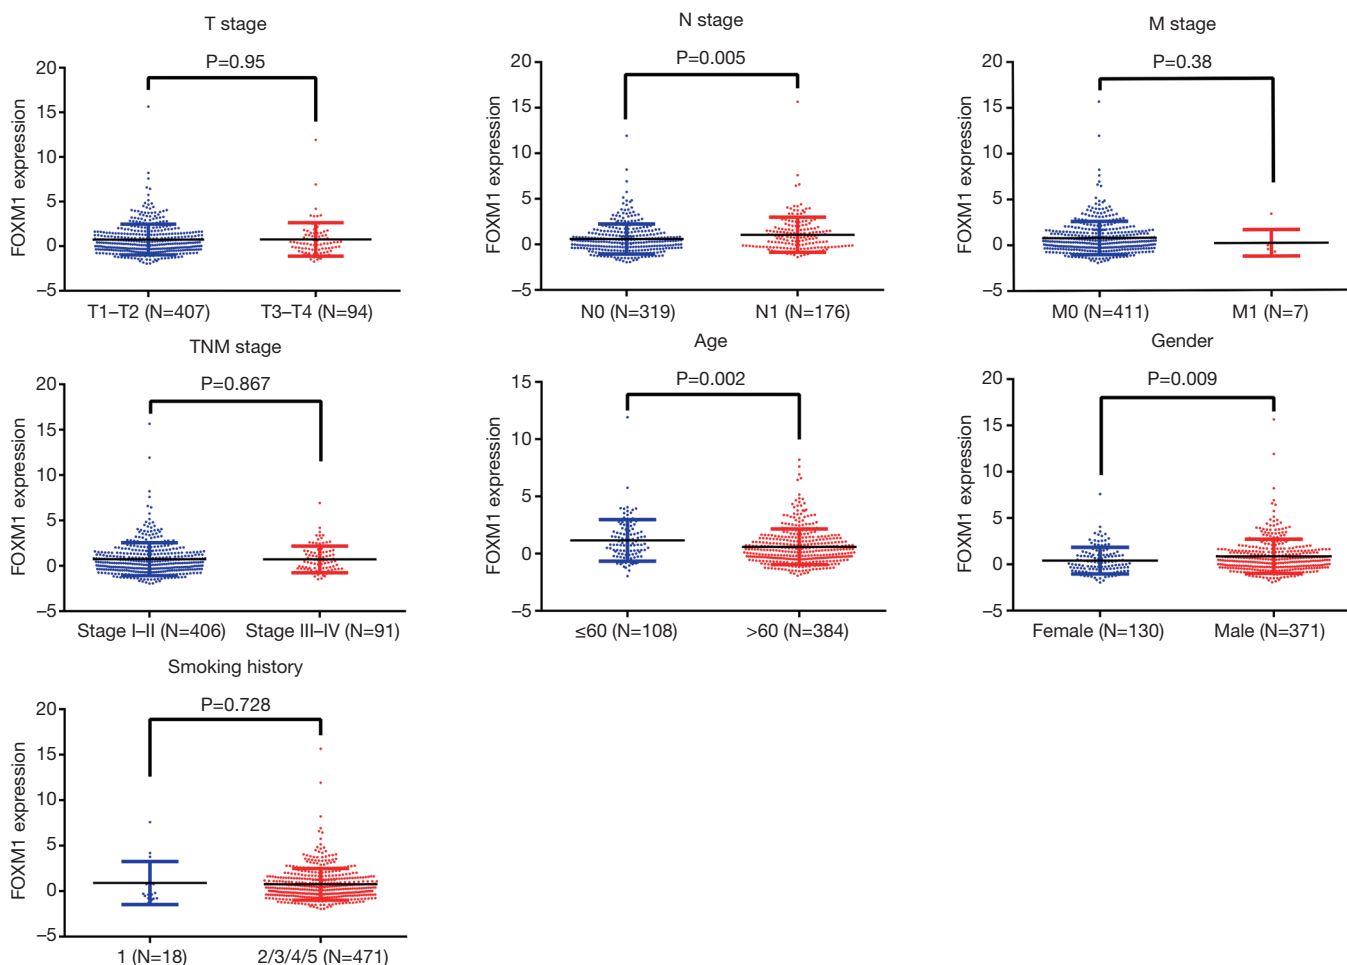 T stage
P=0.95
FOXM1 expression
20
15
10
5
0
–5
T1–T2 (N=407)
T3–T4 (N=94)
N stage
P=0.005
FOXM1 expression
20
15
10
5
0
–5
N0 (N=319)
N1 (N=176)
M stage
P=0.38
FOXM1 expression
20
15
10
5
0
–5
M0 (N=411)
M1 (N=7)
TNM stage
P=0.867
FOXM1 expression
20
15
10
5
0
–5
Stage I–II (N=406)
Stage III–IV (N=91)
Age
P=0.002
FOXM1 expression
15
10
5
0
–5
≤60 (N=108)
>60 (N=384)
Gender
P=0.009
FOXM1 expression
20
15
10
5
0
–5
Female (N=130)
Male (N=371)
Smoking history
P=0.728
FOXM1 expression
20
15
10
5
0
–5
1 (N=18)
2/3/4/5 (N=471)